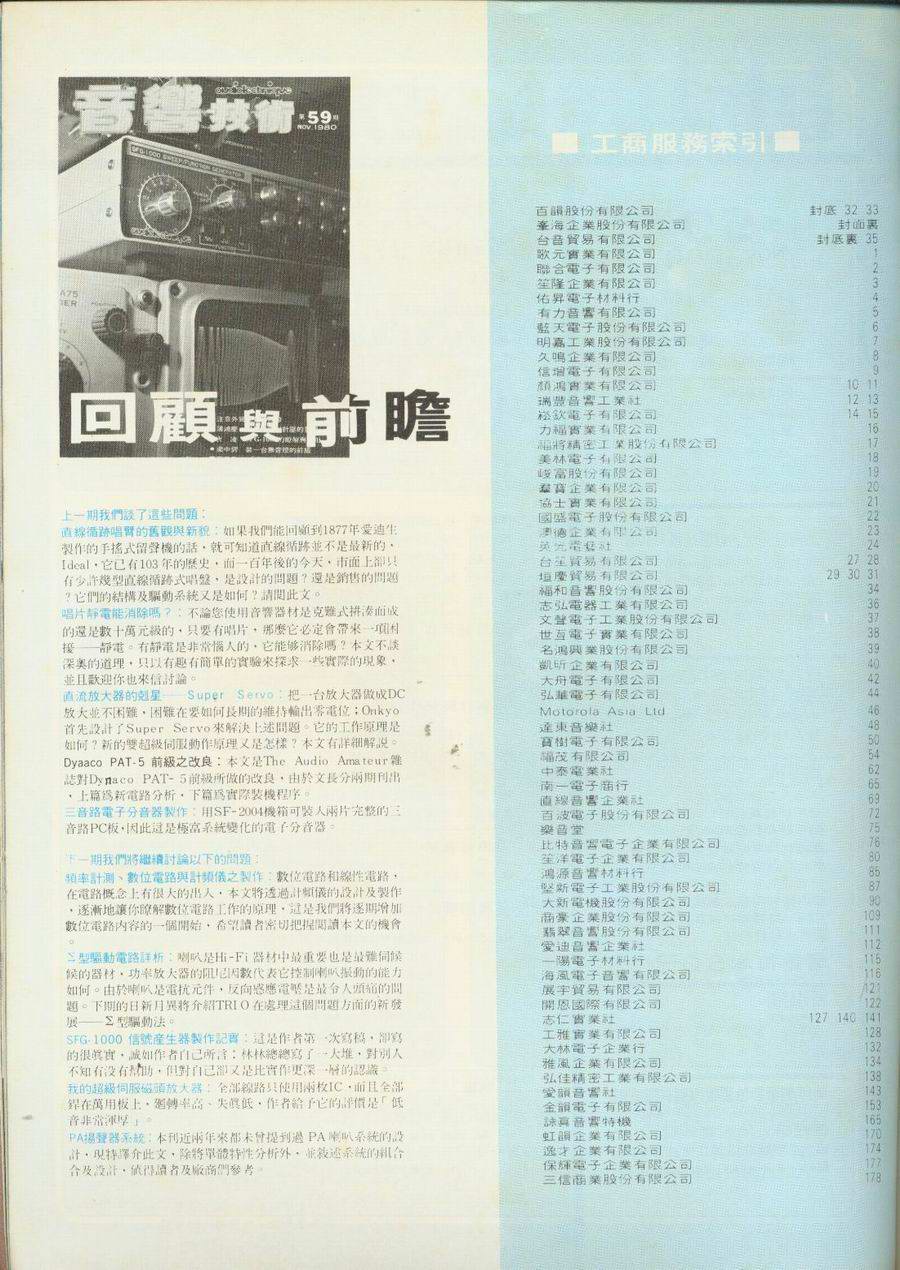 音響技術
audiotechnique
第59期
NOV.1980
SFG-1000 SWEEP/FUNCTION GENERATOR
audiotechnique
回顧與前瞻
上一期我們談了這些問題：
直線循跡唱臂的舊觀與新貌：如果我們能回顧到1877年愛迪生
製作的手搖式留聲機的話，就可知道直線循跡並不是最新的，
Ideal，它已有103年的歷史，而一百年後的今天，市面上卻只
有少許幾型直線循跡式唱盤，是設計的問題？還是銷售的問題
？它們的結構及驅動系統又是如何？請閱此文。
唱片靜電能消除嗎？：不論您使用音響器材是克難式拼湊而成
的還是數十萬元級的，只要有唱片，那麼它必定會帶來一項困
擾——靜電。有靜電是非常惱人的，它能够消除嗎？本文不談
深奧的道理，只以有趣有簡單的實驗來探求一些實際的現象，
並且歡迎你也來信討論。
直流放大器的剋星——Super Servo：把一台放大器做成DC
放大並不困難，困難在要如何長期的維持輸出零電位；Onkyo
首先設計了Super Servo來解決上述問題。它的工作原理是
如何？新的雙超級伺服動作原理又是怎樣？本文有詳細解說。
Dyaaco PAT-5 前級之改良：本文是The Audio Amateur雜
誌對Dynaco PAT-5前級所做的改良，由於文長分兩期刊出
，上篇爲新電路分析，下篇爲實際裝機程序。
三音路電子分音器製作：用SF-2004機箱可裝入兩片完整的三
音路PC板，因此這是極富系統變化的電子分音器。
下一期我們將繼續討論以下的問題：
頻率計測、數位電路與計頻儀之製作：數位電路和線性電路，
在電路概念上有很大的出入，本文將透過計頻儀的設計及製作
，逐漸地讓你瞭解數位電路工作的原理，這是我們將逐期增加
數位電路內容的一個開始，希望讀者密切把握閱讀本文的機會
。
Σ型驅動電路詳析：喇叭是Hi-Fi器材中最重要也是最難伺候
候的器材，功率放大器的阻尼因數代表它控制喇叭振動的能力
如何。由於喇叭是電抗元件，反向感應電壓是最令人頭痛的問
題。下期的日新月異將介紹TRIO在處理這個問題方面的新發
展——Σ型驅動法。
SFG-1000 信號產生器製作記實：這是作者第一次寫稿，卻寫
的很眞實，誠如作者自己所言：林林總總寫了一大堆，對別人
不知有沒有幫助，但對自己卻又是比實作更深一層的認識。
我的超級伺服磁頭放大器：全部線路只使用兩枚IC，而且全部
銲在萬用板上，廻轉率高、失眞低，作者給予它的評價是「低
音非常渾厚」。
PA揚聲器系統：本刊近兩年來都未曾提到過 PA 喇叭系統的設
計，現特譯介此文，除將單體特性分析外，並敘述系統的組合
合及設計，値得讀者及廠商們參考。
■ 工商服務索引 ■
百韻股份有限公司 封底 32 33
峯海企業股份有限公司 封面裏
台音貿易有限公司 封底裏 35
歌元實業有限公司 1
聯合電子有限公司 2
笙隆企業有限公司 3
佑昇電子材料行 4
有力音響有限公司 5
藍天電子股份有限公司 6
明嘉工業股份有限公司 7
久鳴企業有限公司 8
信增電子有限公司 9
頎鴻實業有限公司 10 11
瑞豐音響工業社 12 13
崧欽電子有限公司 14 15
力福實業有限公司 16
福將精密工業股份有限公司 17
美林電子有限公司 18
峻富股份有限公司 19
羣寶企業有限公司 20
協士實業有限公司 21
國盛電子股份有限公司 22
澳德企業有限公司 23
英光電藝社 24
台笙貿易有限公司 27 28
垣慶貿易有限公司 29 30 31
福和音響股份有限公司 34
志弘電器工業有限公司 36
文聲電子工業股份有限公司 37
世亙電子實業有限公司 38
名鴻興業股份有限公司 39
凱昕企業有限公司 40
大舟電子有限公司 42
弘華電子有限公司 44
Motorola Asia Ltd 46
達東音樂社 48
寶樹電子有限公司 50
福茂有限公司 54
中泰電業社 62
南一電子商行 65
直線音響企業社 69
百波電子股份有限公司 72
樂音堂 75
比特音響電子企業有限公司 76
笙洋電子企業有限公司 80
鴻源音響材料行 85
堅新電子工業股份有限公司 87
大新電機股份有限公司 90
商豪企業股份有限公司 109
翡翠音響股份有限公司 111
愛迪音響企業社 112
一陽電子材料行 115
海風電子音響有限公司 116
展宇貿易有限公司 121
開恩國際有限公司 122
志仁實業社 127 140 141
工雅實業有限公司 128
大林電子企業行 132
雅風企業有限公司 134
弘佳精密工業有限公司 138
愛韻音響社 143
金韻電子有限公司 153
詠真音響特機 165
虹韻企業有限公司 170
逸才企業有限公司 174
保輝電子企業有限公司 177
三信商業股份有限公司 178